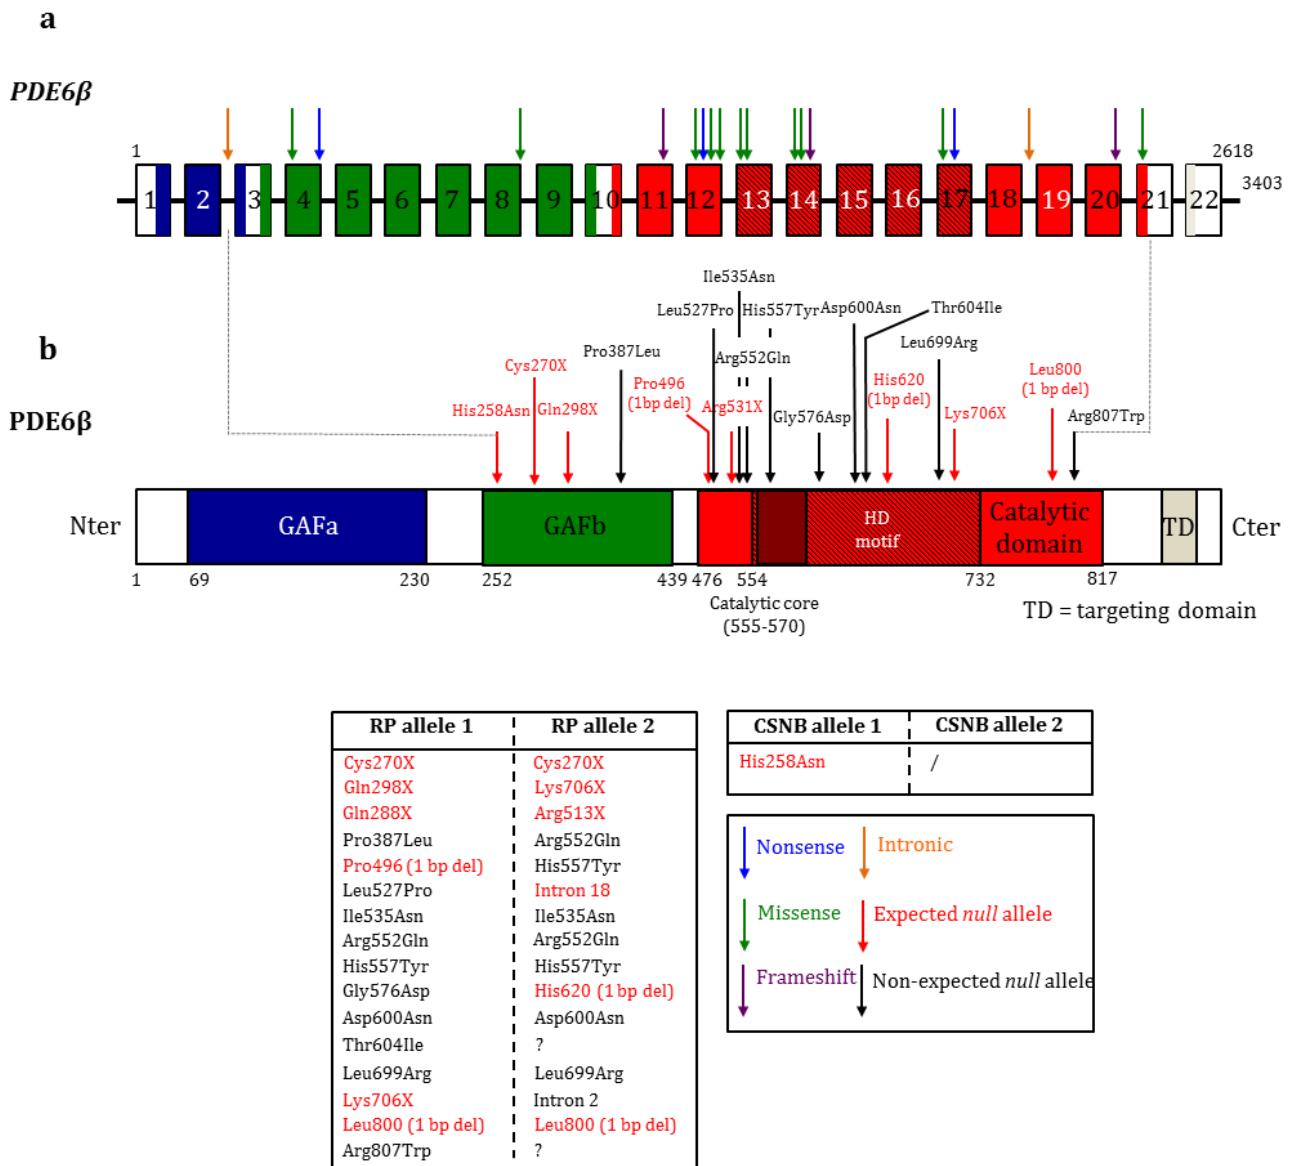 a
PDE6β
1
2618
3403
1 2 3 4 5 6 7 8 9 10 11 12 13 14 15 16 17 18 19 20 21 22
b
PDE6β
Ile535Asn
Leu527Pro His557Tyr Asp600Asn Thr604Ile
Pro387Leu Arg552Gln Leu699Arg
Cys270X
His258Asn Gln298X
Pro496
(1bp del)
Arg531X
Gly576Asp
His620
(1bp del)
Lys706X
Leu800
(1 bp del)
Arg807Trp
Nter GAFa GAFb HD
motif
Catalytic
domain
TD Cter
1 69 230 252 439 476 554 732 817
Catalytic core
(555-570)
TD = targeting domain
RP allele 1 RP allele 2
Cys270X Cys270X
Gln298X Lys706X
Gln288X Arg513X
Pro387Leu Arg552Gln
Pro496 (1 bp del) His557Tyr
Leu527Pro Intron 18
Ile535Asn Ile535Asn
Arg552Gln Arg552Gln
His557Tyr His557Tyr
Gly576Asp His620 (1 bp del)
Asp600Asn Asp600Asn
Thr604Ile ?
Leu699Arg Leu699Arg
Lys706X Intron 2
Leu800 (1 bp del) Leu800 (1 bp del)
Arg807Trp ?
CSNB allele 1 CSNB allele 2
His258Asn /
Nonsense Intronic
Missense Expected null allele
Frameshift Non-expected null allele